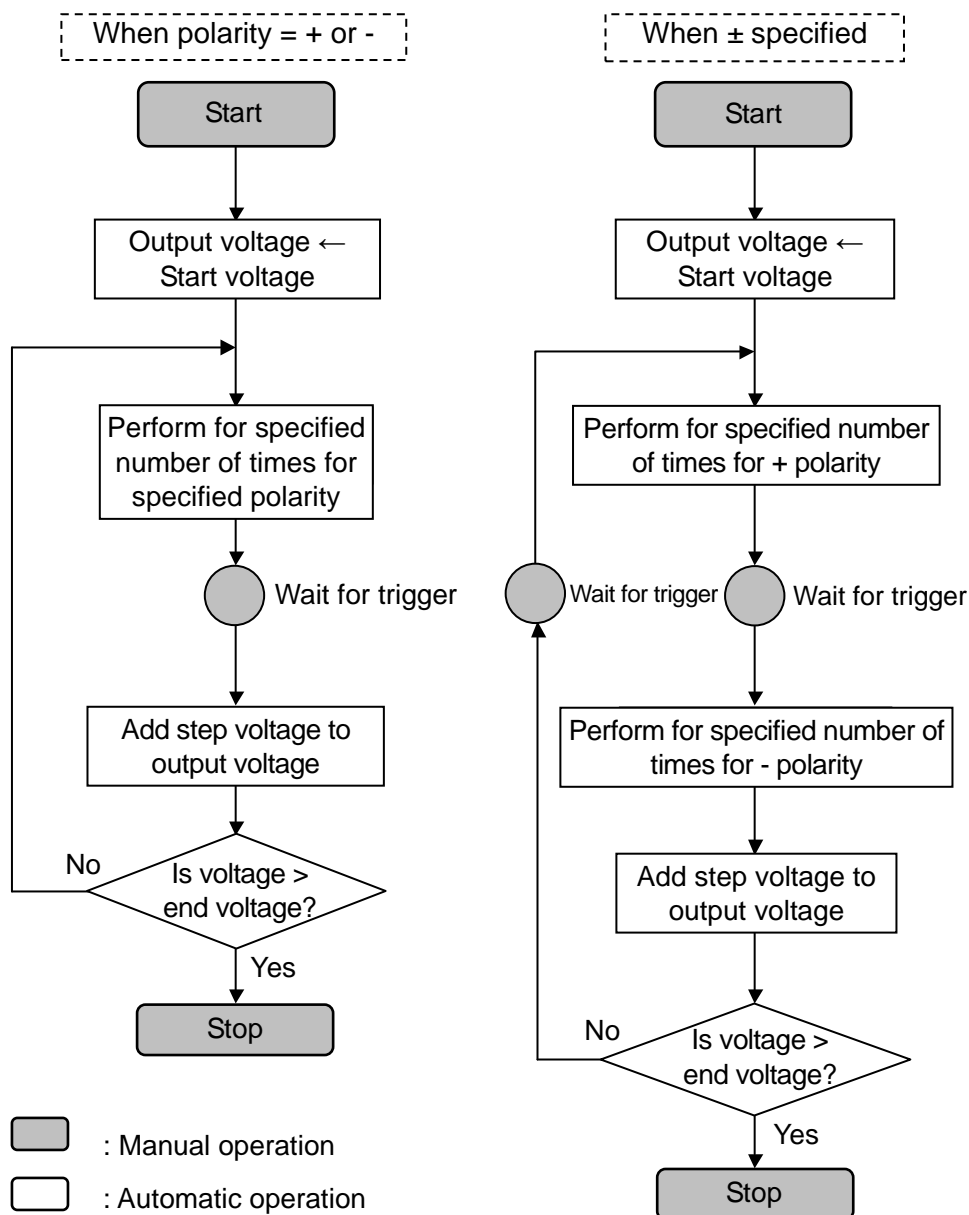 When polarity = + or -
Start
Output voltage ←
Start voltage
Perform for specified
number of times for
specified polarity
Wait for trigger
Add step voltage to
output voltage
No
Is voltage >
end voltage?
Yes
Stop
: Manual operation
: Automatic operation
When ± specified
Start
Output voltage ←
Start voltage
Perform for specified number
of times for + polarity
Wait for trigger
Wait for trigger
Perform for specified number of
times for - polarity
Add step voltage to
output voltage
No
Is voltage >
end voltage?
Yes
Stop